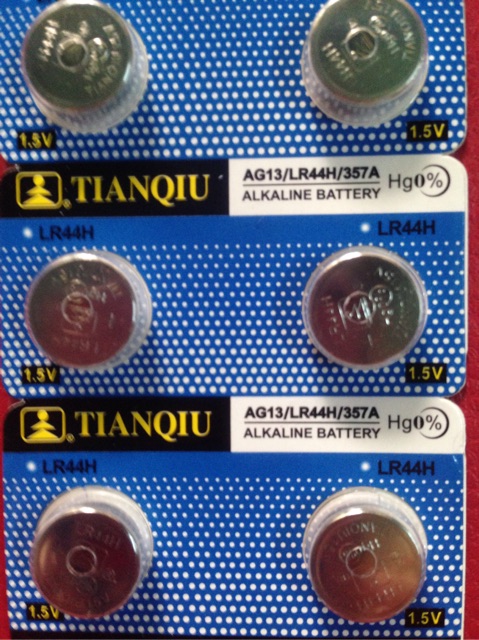 1.5V 1.5V
TIANQIU AG13/LR44H/357A
ALKALINE BATTERY Hg0%
LR44H LR44H
1.5V 1.5V
TIANQIU AG13/LR44H/357A
ALKALINE BATTERY Hg0%
LR44H LR44H
LR44H
1.5V 1.5V